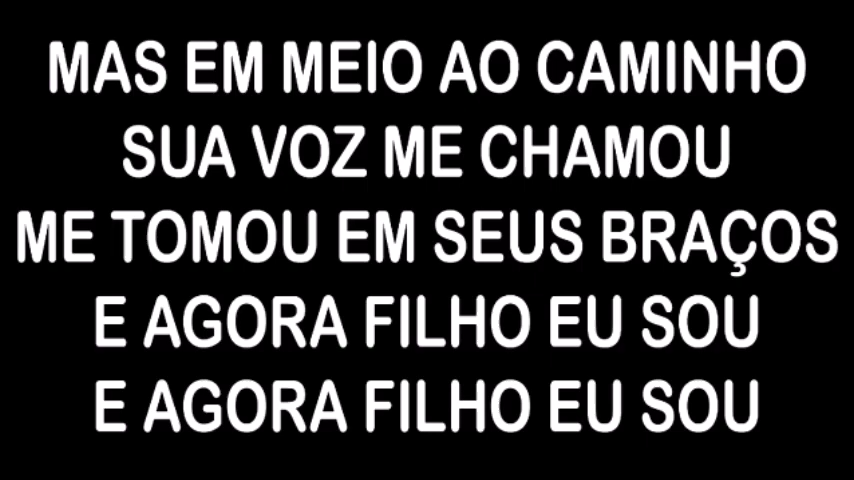 MAS EM MEIO AO CAMINHO
SUA VOZ ME CHAMOU
ME TOMOU EM SEUS BRAÇOS
E AGORA FILHO EU SOU
E AGORA FILHO EU SOU